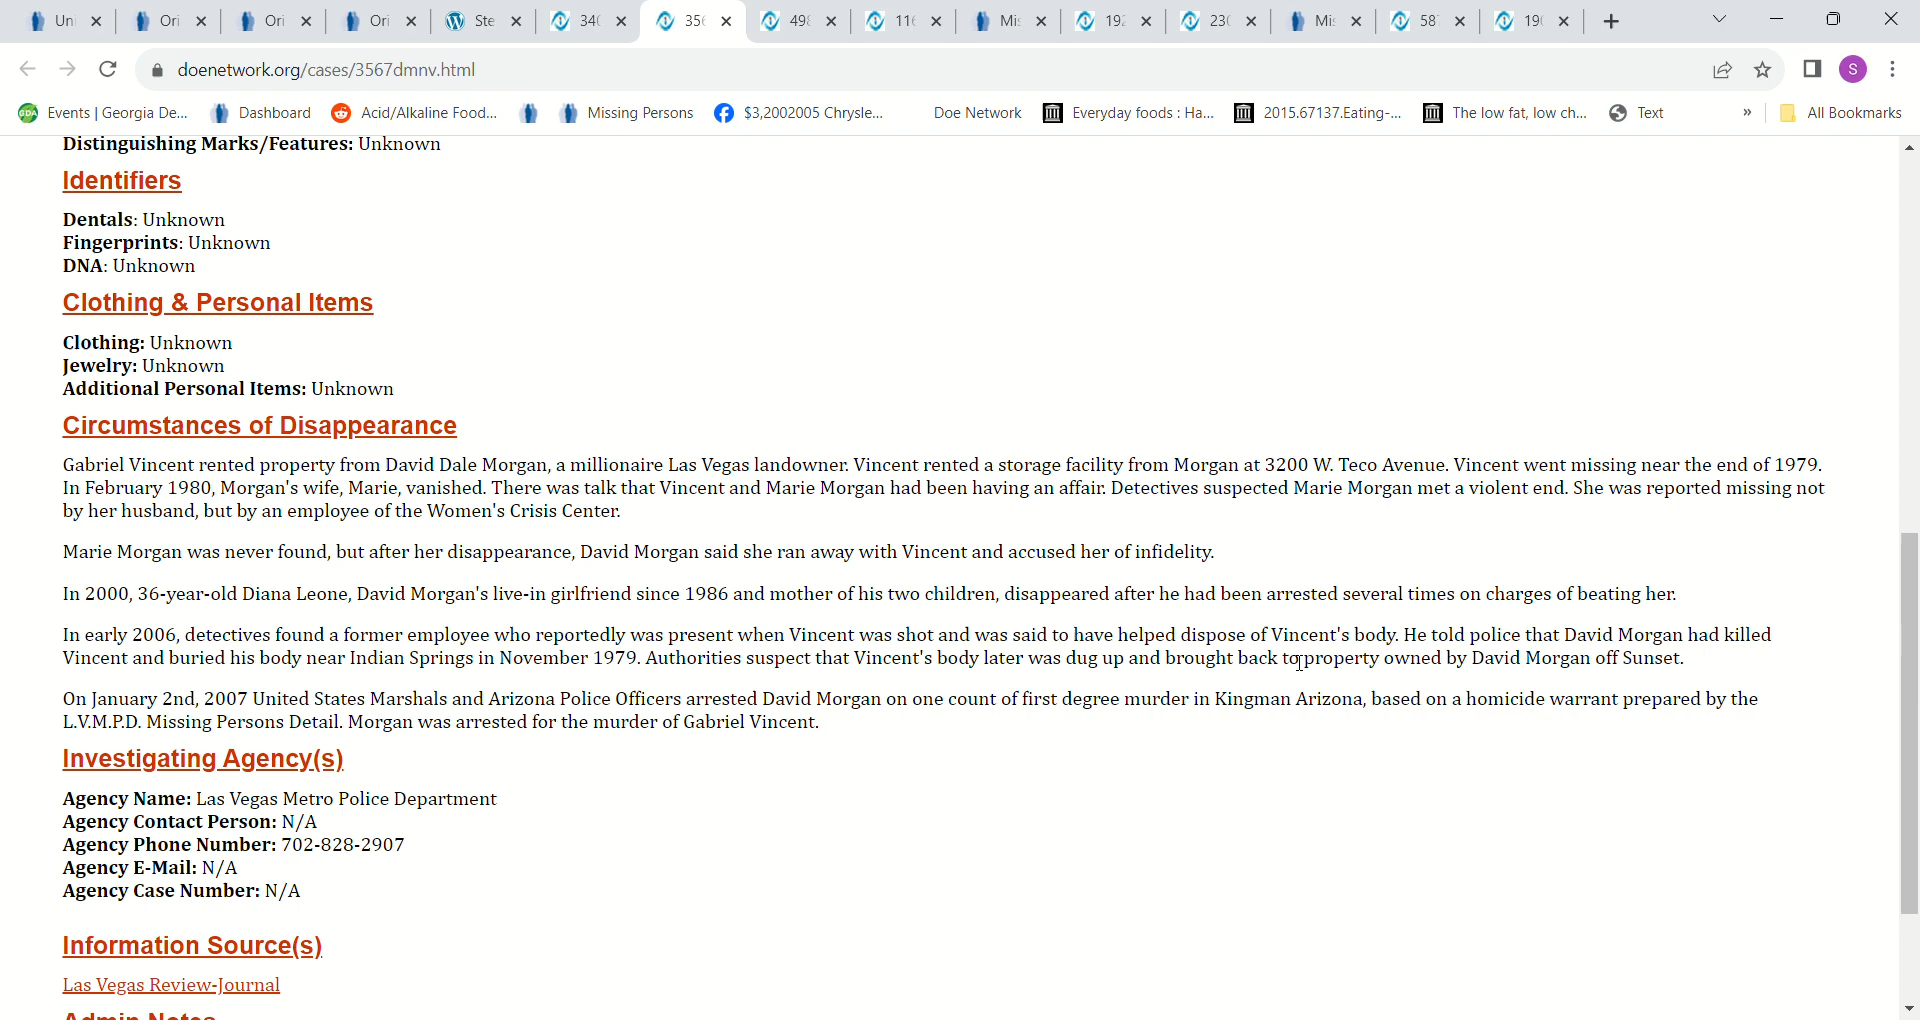 Un Ori Ori Ori Ste 340 356 498 116 Mis 192 230 Mis 58 190
doenetwork.org/cases/3567dmnv.html S
Events | Georgia De... Dashboard Acid/Alkaline Food... Missing Persons $3,2002005 Chrysle... Doe Network Everyday foods : Ha... 2015.67137.Eating-... The low fat, low ch... Text » All Bookmarks
Distinguishing Marks/Features: Unknown
Identifiers
Dentals: Unknown
Fingerprints: Unknown
DNA: Unknown
Clothing & Personal Items
Clothing: Unknown
Jewelry: Unknown
Additional Personal Items: Unknown
Circumstances of Disappearance
Gabriel Vincent rented property from David Dale Morgan, a millionaire Las Vegas landowner. Vincent rented a storage facility from Morgan at 3200 W. Teco Avenue. Vincent went missing near the end of 1979.
In February 1980, Morgan's wife, Marie, vanished. There was talk that Vincent and Marie Morgan had been having an affair. Detectives suspected Marie Morgan met a violent end. She was reported missing not
by her husband, but by an employee of the Women's Crisis Center.
Marie Morgan was never found, but after her disappearance, David Morgan said she ran away with Vincent and accused her of infidelity.
In 2000, 36-year-old Diana Leone, David Morgan's live-in girlfriend since 1986 and mother of his two children, disappeared after he had been arrested several times on charges of beating her.
In early 2006, detectives found a former employee who reportedly was present when Vincent was shot and was said to have helped dispose of Vincent's body. He told police that David Morgan had killed
Vincent and buried his body near Indian Springs in November 1979. Authorities suspect that Vincent's body later was dug up and brought back to property owned by David Morgan off Sunset.
On January 2nd, 2007 United States Marshals and Arizona Police Officers arrested David Morgan on one count of first degree murder in Kingman Arizona, based on a homicide warrant prepared by the
L.V.M.P.D. Missing Persons Detail. Morgan was arrested for the murder of Gabriel Vincent.
Investigating Agency(s)
Agency Name: Las Vegas Metro Police Department
Agency Contact Person: N/A
Agency Phone Number: 702-828-2907
Agency E-Mail: N/A
Agency Case Number: N/A
Information Source(s)
Las Vegas Review-Journal
Admin Notes